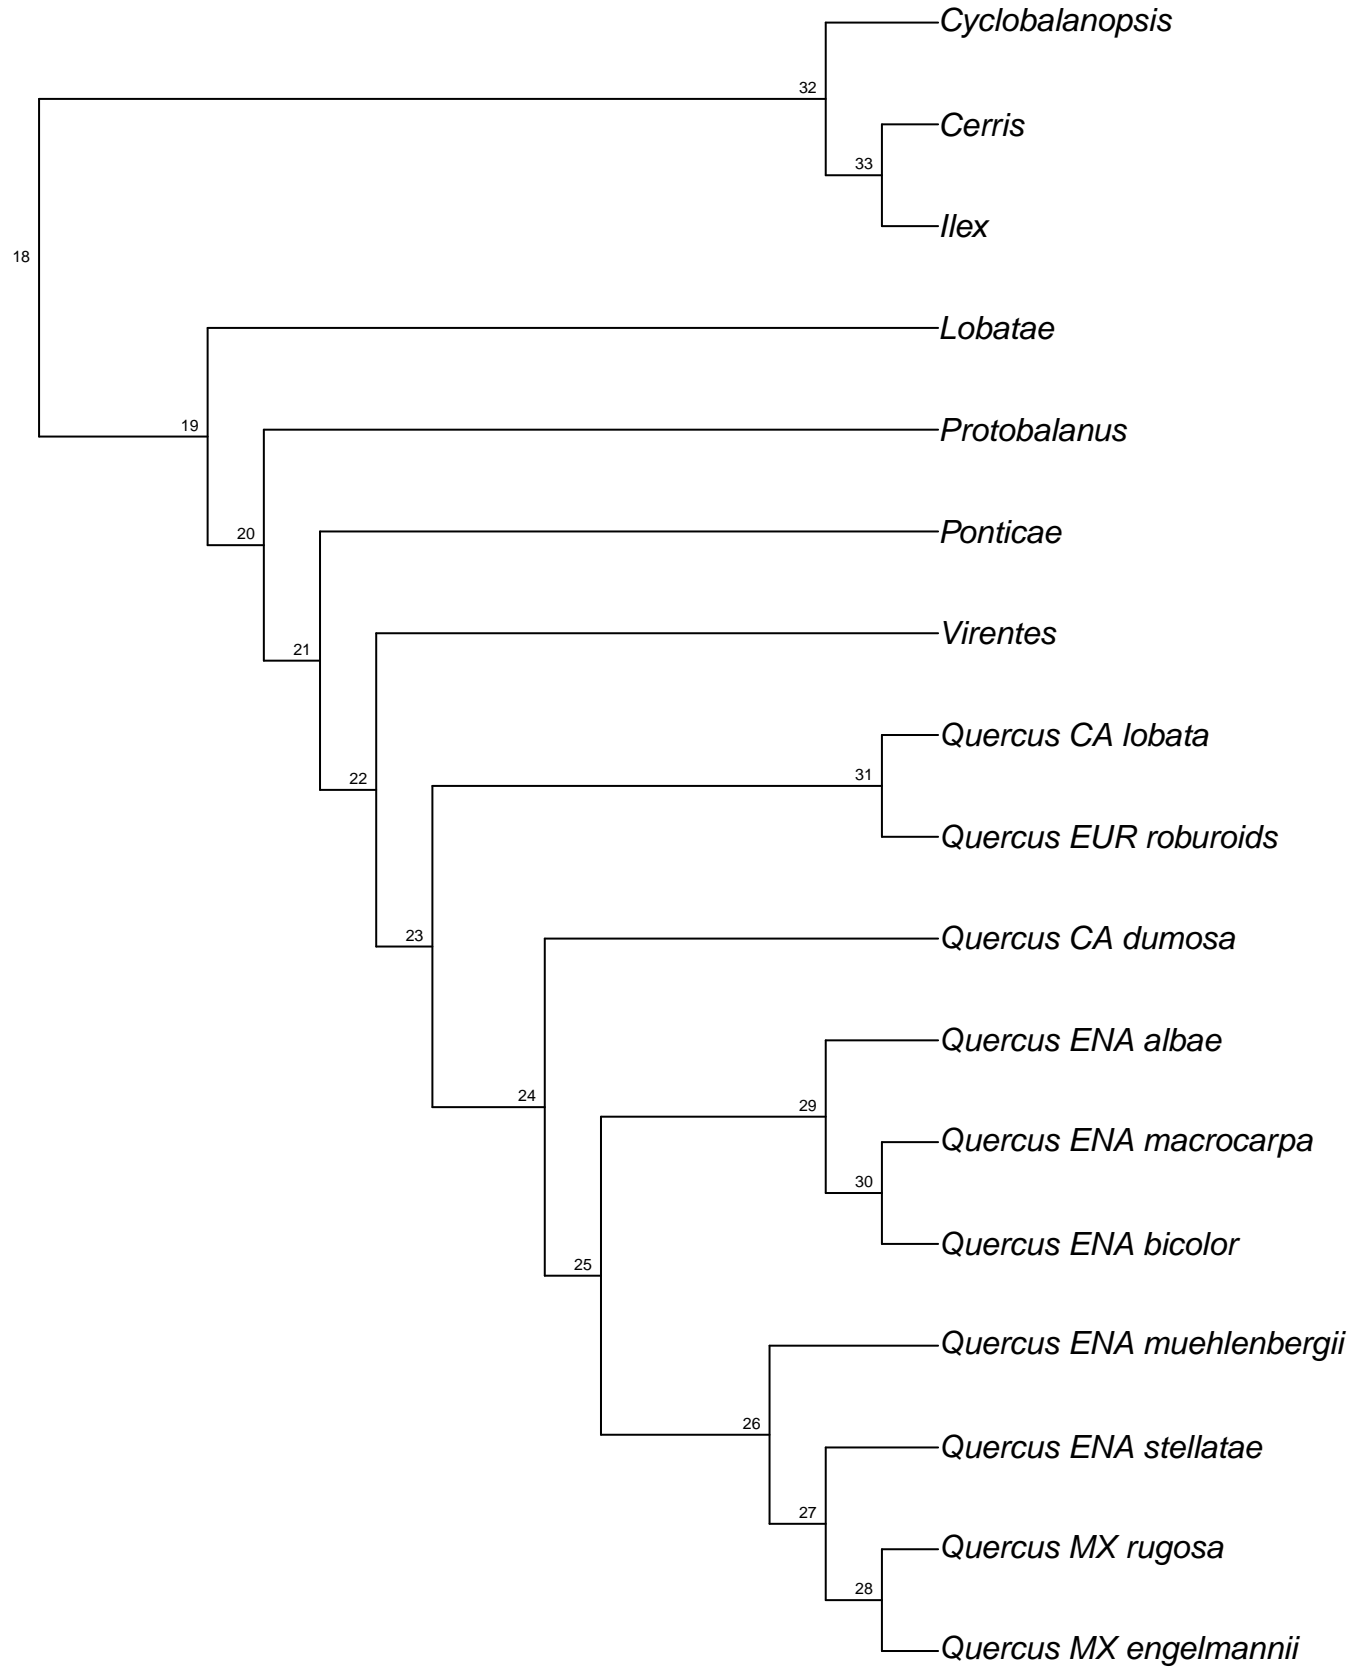 Cyclobalanopsis
32
Cerris
33
Ilex
18
Lobatae
19
Protobalanus
20
Ponticae
21
Virentes
22
Quercus CA lobata
31
Quercus EUR roburoids
23
Quercus CA dumosa
24
Quercus ENA albae
29
Quercus ENA macrocarpa
30
Quercus ENA bicolor
25
Quercus ENA muehlenbergii
26
Quercus ENA stellatae
27
Quercus MX rugosa
28
Quercus MX engelmannii